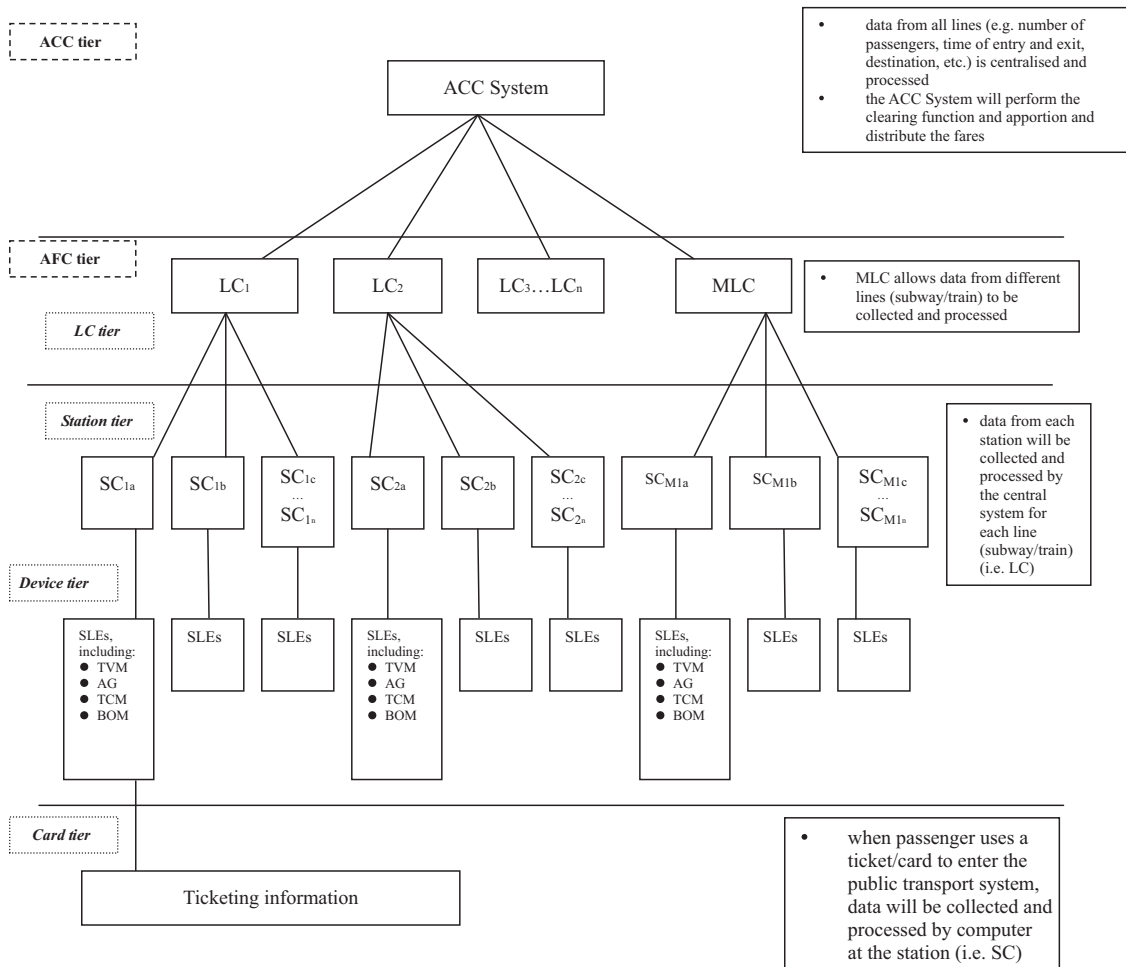 ACC tier
• data from all lines (e.g. number of
passengers, time of entry and exit,
destination, etc.) is centralised and
processed
• the ACC System will perform the
clearing function and apportion and
distribute the fares
ACC System
AFC tier
LC1
LC2
LC3…LCn
MLC
• MLC allows data from different
lines (subway/train) to be
collected and processed
LC tier
Station tier
• data from each
station will be
collected and
processed by
the central
system for
each line
(subway/train)
(i.e. LC)
SC1a
SC1b
SC1c
...
SC1n
SC2a
SC2b
SC2c
...
SC2n
SCM1a
SCM1b
SCM1c
...
SCM1n
Device tier
SLEs,
including:
● TVM
● AG
● TCM
● BOM
SLEs
SLEs
SLEs,
including:
● TVM
● AG
● TCM
● BOM
SLEs
SLEs
SLEs,
including:
● TVM
● AG
● TCM
● BOM
SLEs
SLEs
Card tier
• when passenger uses a
ticket/card to enter the
public transport system,
data will be collected and
processed by computer
at the station (i.e. SC)
Ticketing information